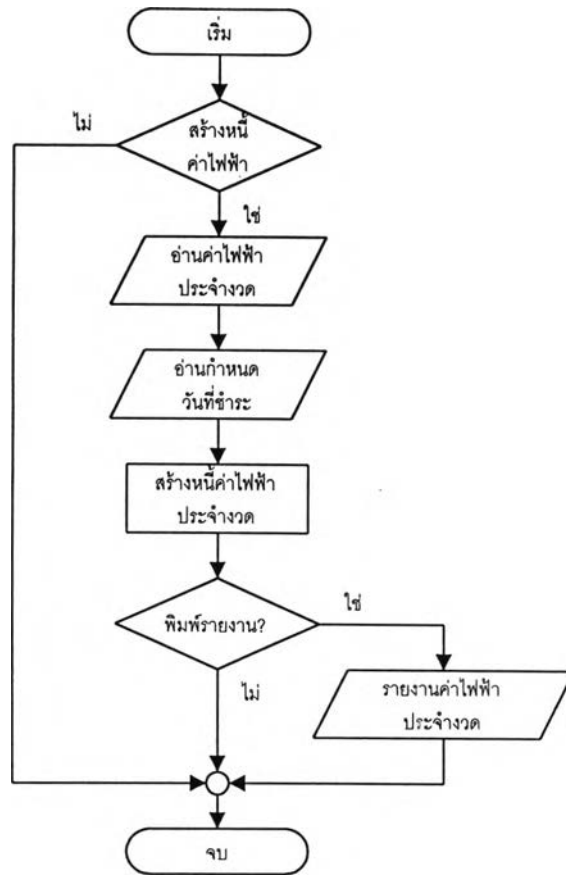 เริ่ม
ไม่
สร้างหนี้
ค่าไฟฟ้า
ใช่
อ่านค่าไฟฟ้า
ประจำงวด
อ่านกำหนด
วันที่ชำระ
สร้างหนี้ค่าไฟฟ้า
ประจำงวด
พิมพ์รายงาน?
ใช่
ไม่
รายงานค่าไฟฟ้า
ประจำงวด
จบ